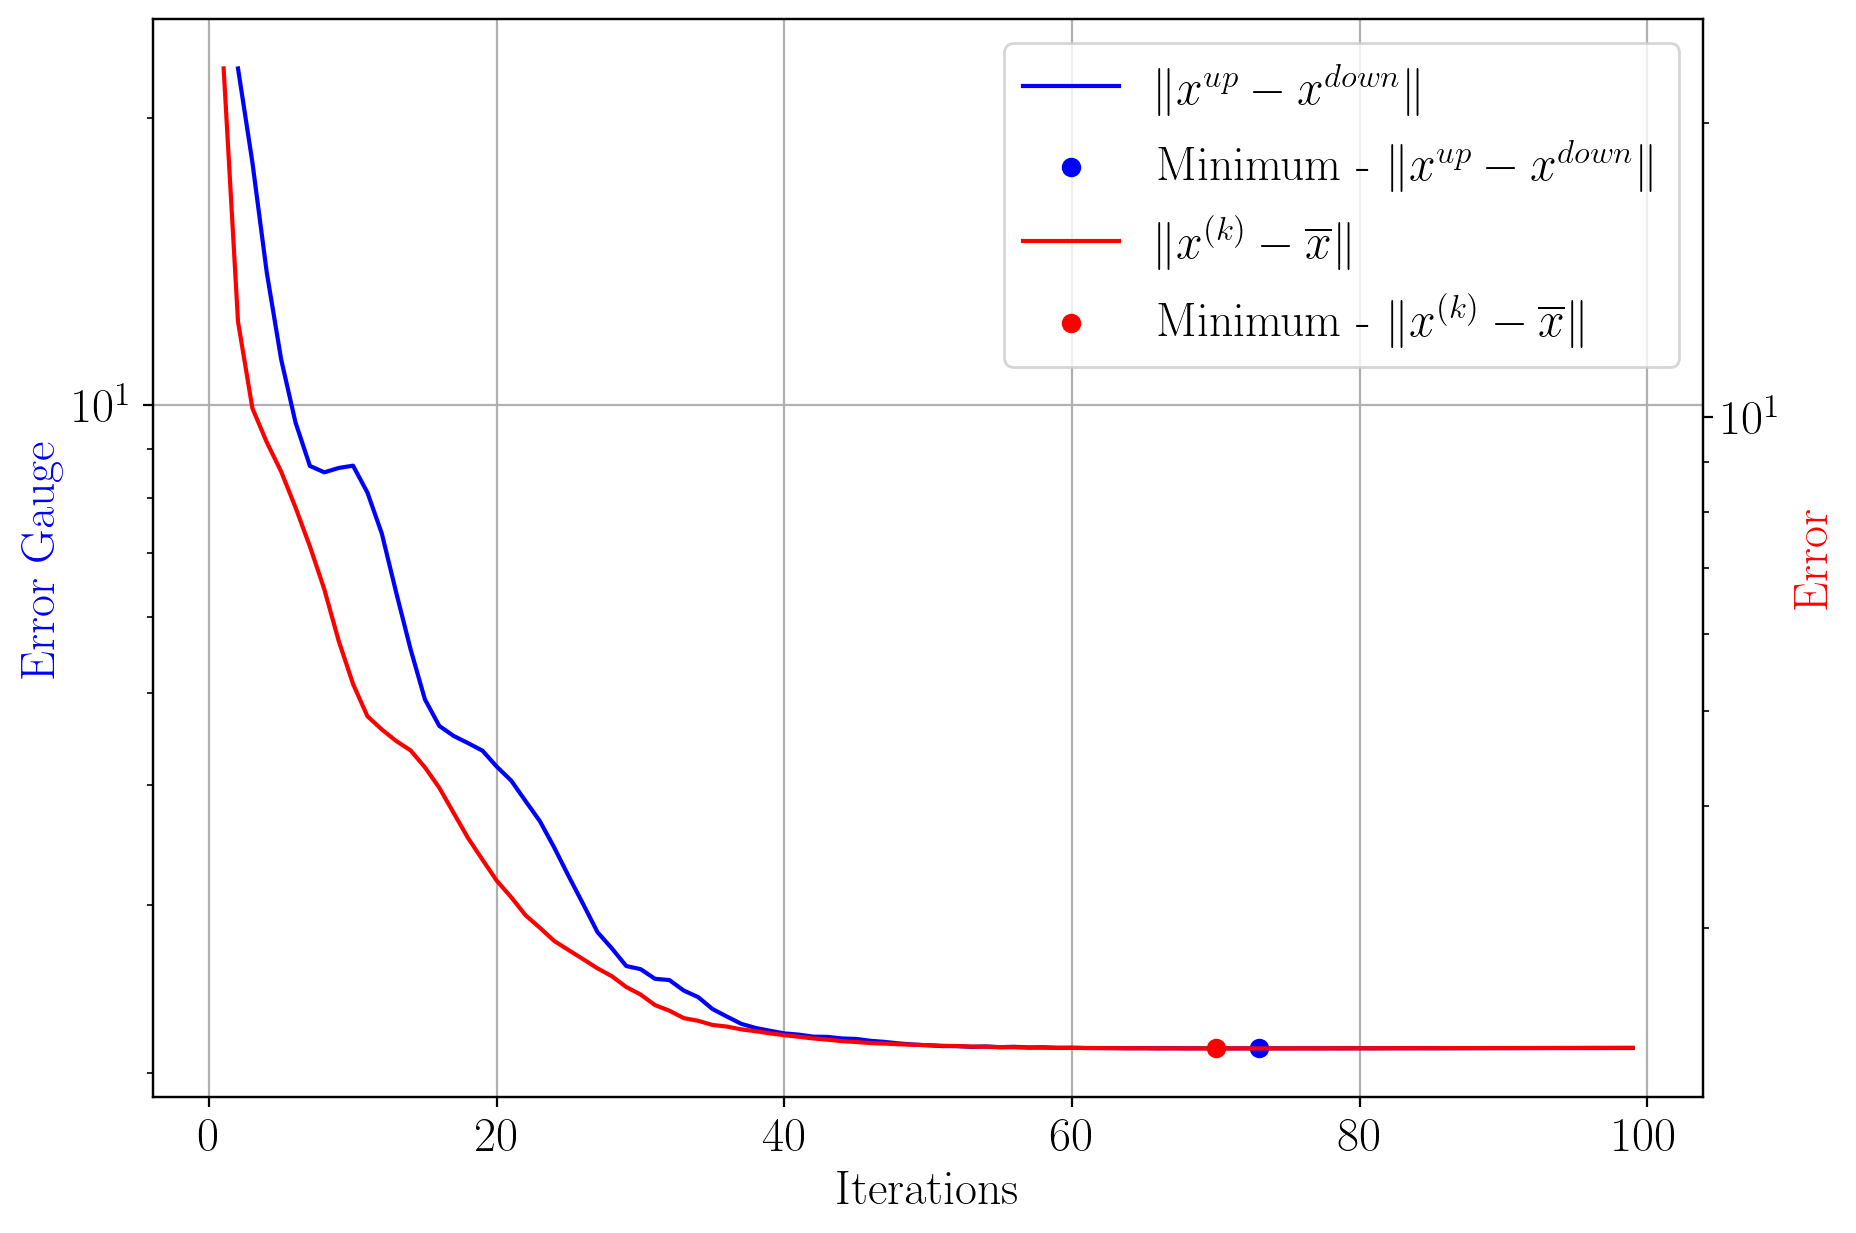 ‖x^{up} − x^{down}‖
Minimum - ‖x^{up} − x^{down}‖
‖x^{(k)} − x̅‖
Minimum - ‖x^{(k)} − x̅‖
10^1
10^1
Error Gauge
Error
0 20 40 60 80 100
Iterations